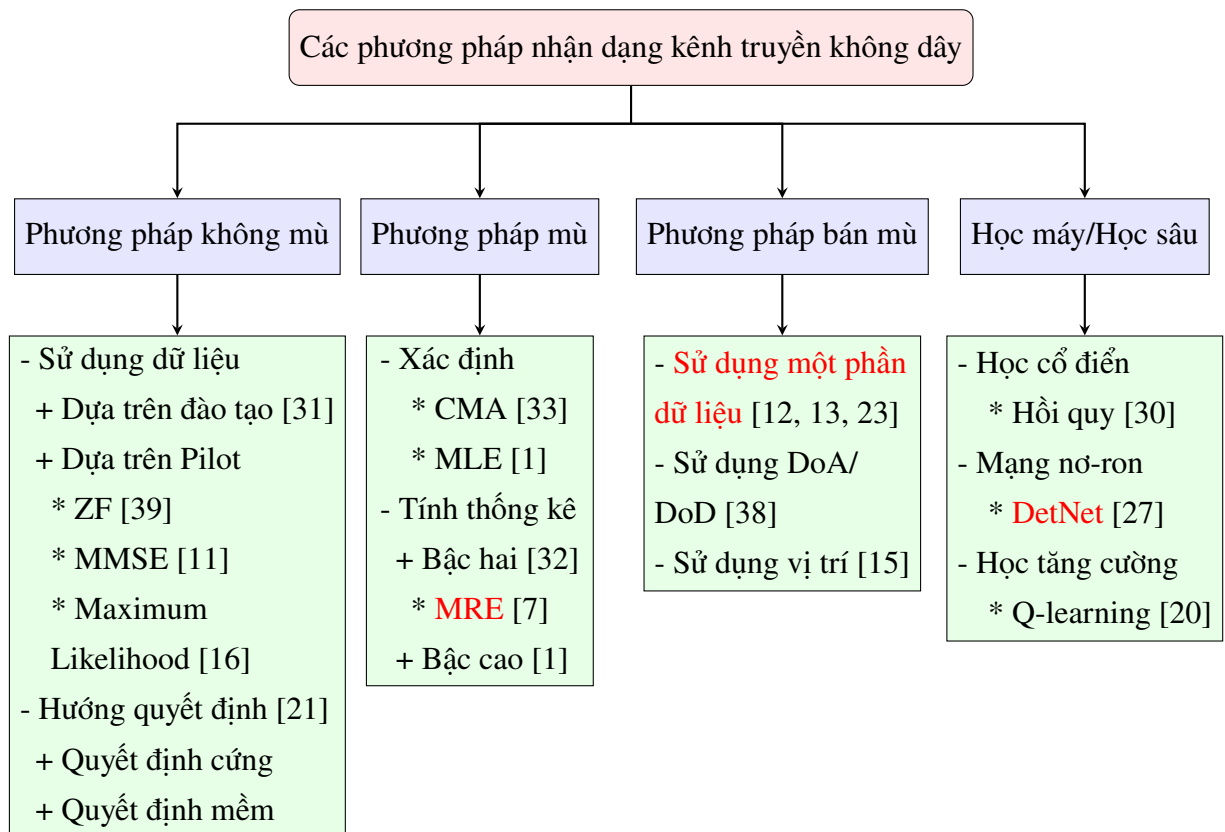 Các phương pháp nhận dạng kênh truyền không dây
Phương pháp không mù
Phương pháp mù
Phương pháp bán mù
Học máy/Học sâu
- Sử dụng dữ liệu
+ Dựa trên đào tạo [31]
+ Dựa trên Pilot
* ZF [39]
* MMSE [11]
* Maximum
Likelihood [16]
- Hướng quyết định [21]
+ Quyết định cứng
+ Quyết định mềm
- Xác định
* CMA [33]
* MLE [1]
- Tính thống kê
+ Bậc hai [32]
* MRE [7]
+ Bậc cao [1]
- Sử dụng một phần
dữ liệu [12, 13, 23]
- Sử dụng DoA/
DoD [38]
- Sử dụng vị trí [15]
- Học cổ điển
* Hồi quy [30]
- Mạng nơ-ron
* DetNet [27]
- Học tăng cường
* Q-learning [20]